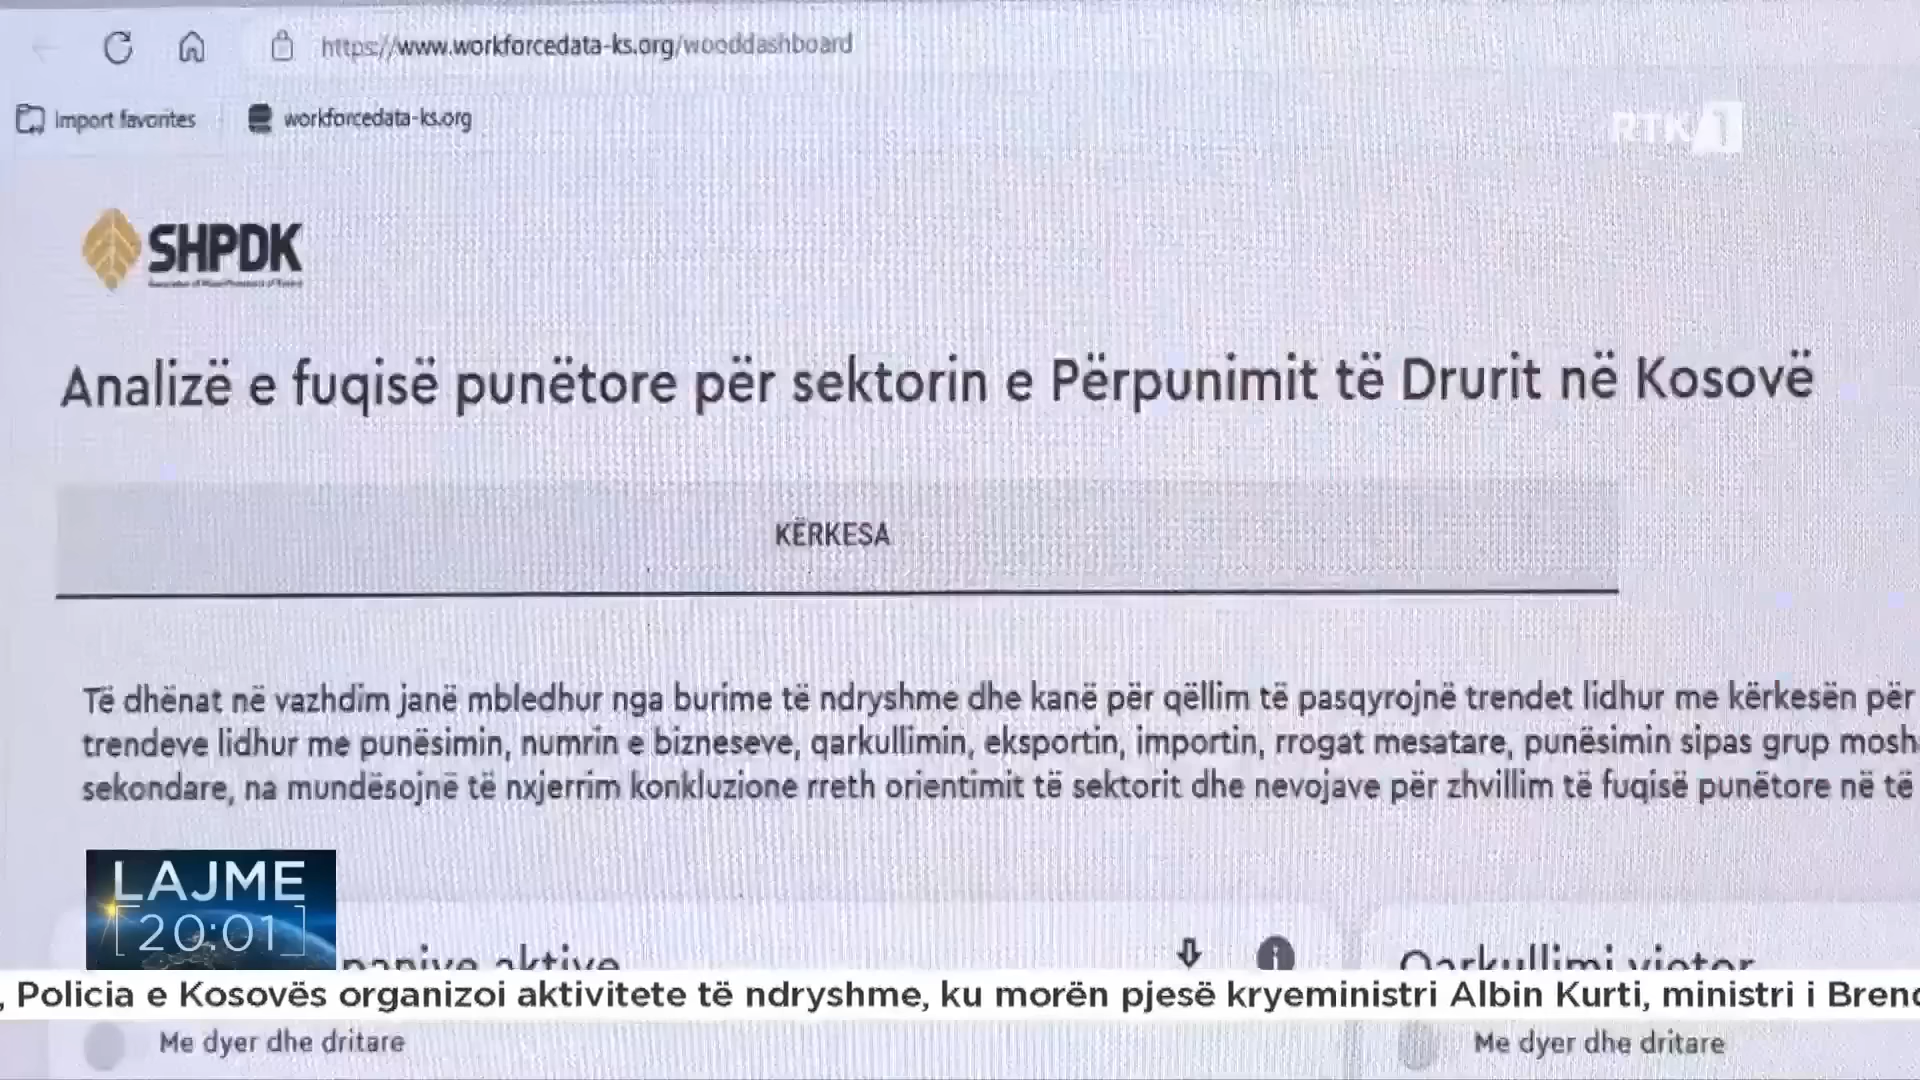 https://www.workforcedata-ks.org/wooddashboard
Import favorites
workforcedata-ks.org
RTK 1
SHPDK
Analizë e fuqisë punëtore për sektorin e Përpunimit të Drurit në Kosovë
KËRKESA
Të dhënat në vazhdim janë mbledhur nga burime të ndryshme dhe kanë për qëllim të pasqyrojnë trendet lidhur me kërkesën për
trendeve lidhur me punësimin, numrin e bizneseve, qarkullimin, eksportin, importin, rrogat mesatare, punësimin sipas grup mosh
sekondare, na mundësojnë të nxjerrim konkluzione rreth orientimit të sektorit dhe nevojave për zhvillim të fuqisë punëtore në të
LAJME
20:01
aktive
Qarkullimi vjetor
, Policia e Kosovës organizoi aktivitete të ndryshme, ku morën pjesë kryeministri Albin Kurti, ministri i Bren
Me dyer dhe dritare
Me dyer dhe dritare